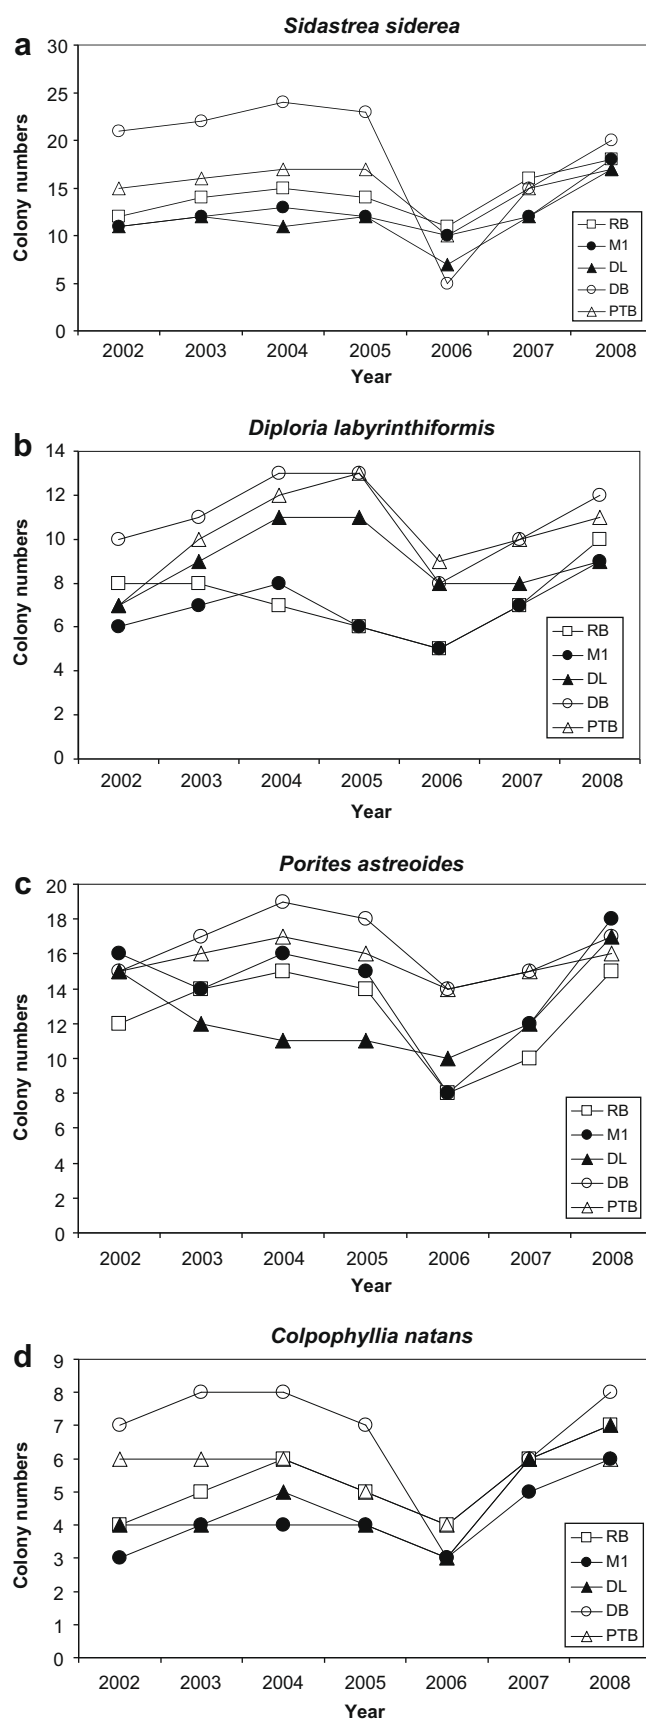 a
Sidastrea siderea
30
25
20
15
10
5
0
Colony numbers
RB
M1
DL
DB
PTB
2002 2003 2004 2005 2006 2007 2008
Year
b
Diploria labyrinthiformis
14
12
10
8
6
4
2
0
Colony numbers
RB
M1
DL
DB
PTB
2002 2003 2004 2005 2006 2007 2008
Year
c
Porites astreoides
20
18
16
14
12
10
8
6
4
2
0
Colony numbers
RB
M1
DL
DB
PTB
2002 2003 2004 2005 2006 2007 2008
Year
d
Colpophyllia natans
9
8
7
6
5
4
3
2
1
0
Colony numbers
RB
M1
DL
DB
PTB
2002 2003 2004 2005 2006 2007 2008
Year